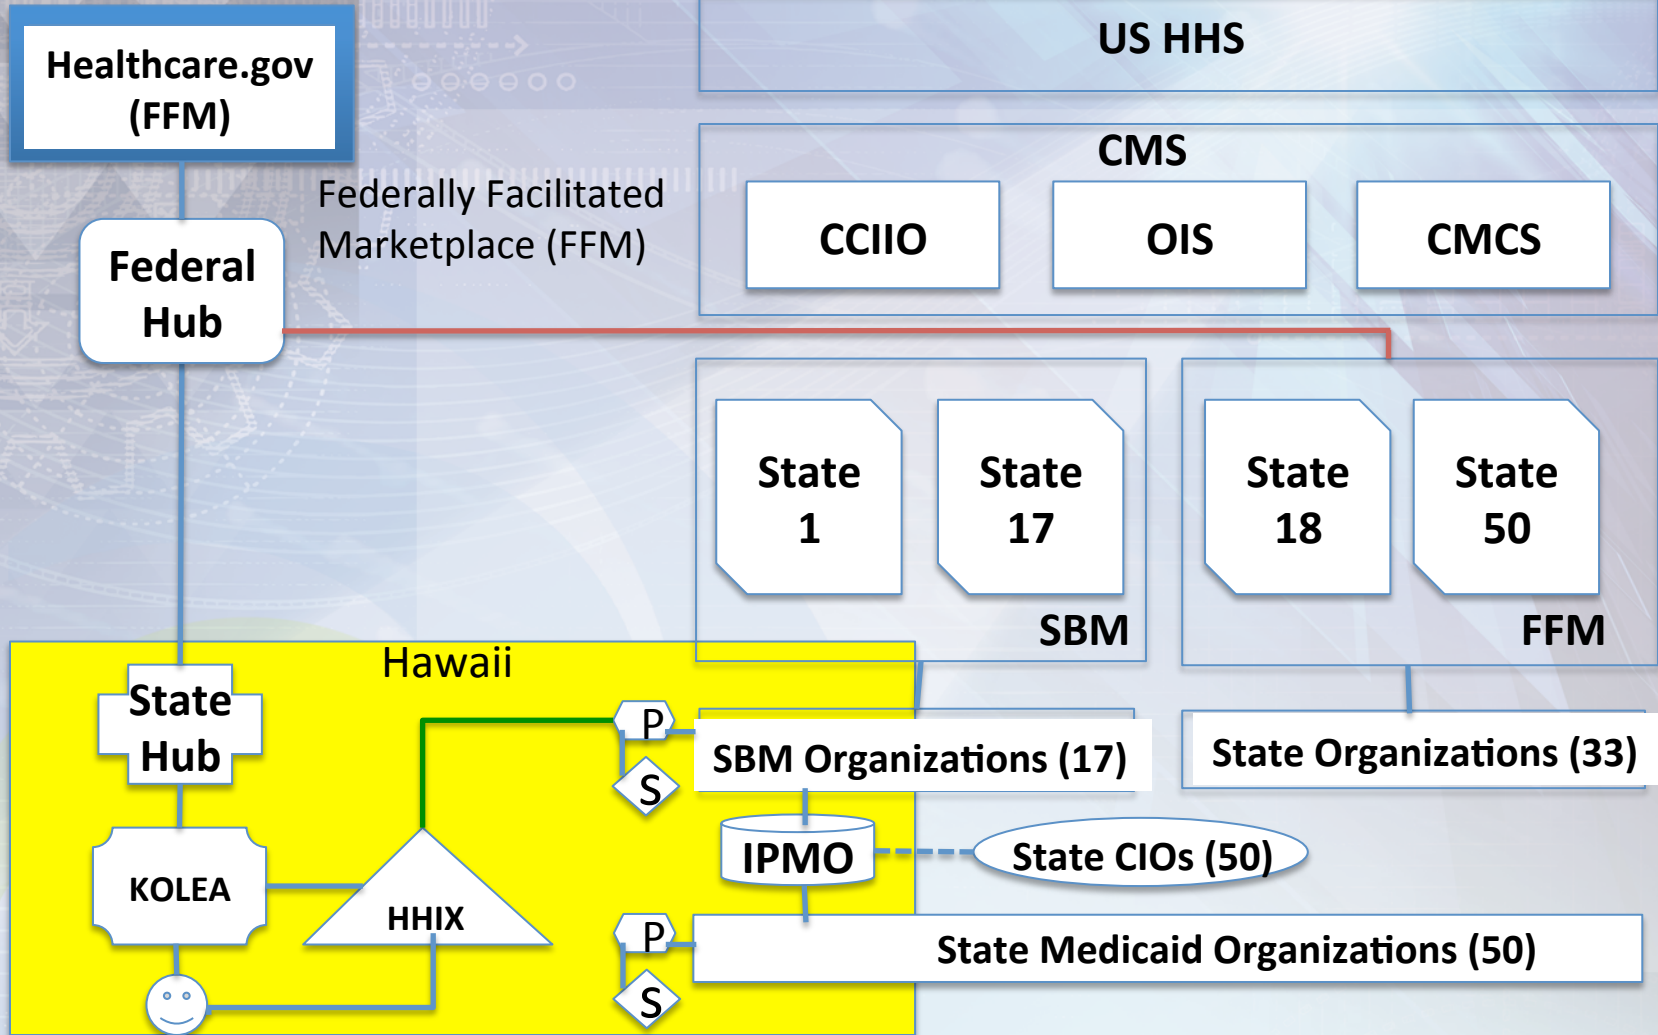 Healthcare.gov
(FFM)
US HHS
CMS
Federally Facilitated
Marketplace (FFM)
CCIIO
OIS
CMCS
Federal
Hub
State
1
State
17
SBM
State
18
State
50
FFM
Hawaii
State
Hub
P
S
SBM Organizations (17)
State Organizations (33)
IPMO
State CIOs (50)
KOLEA
HHIX
P
S
State Medicaid Organizations (50)